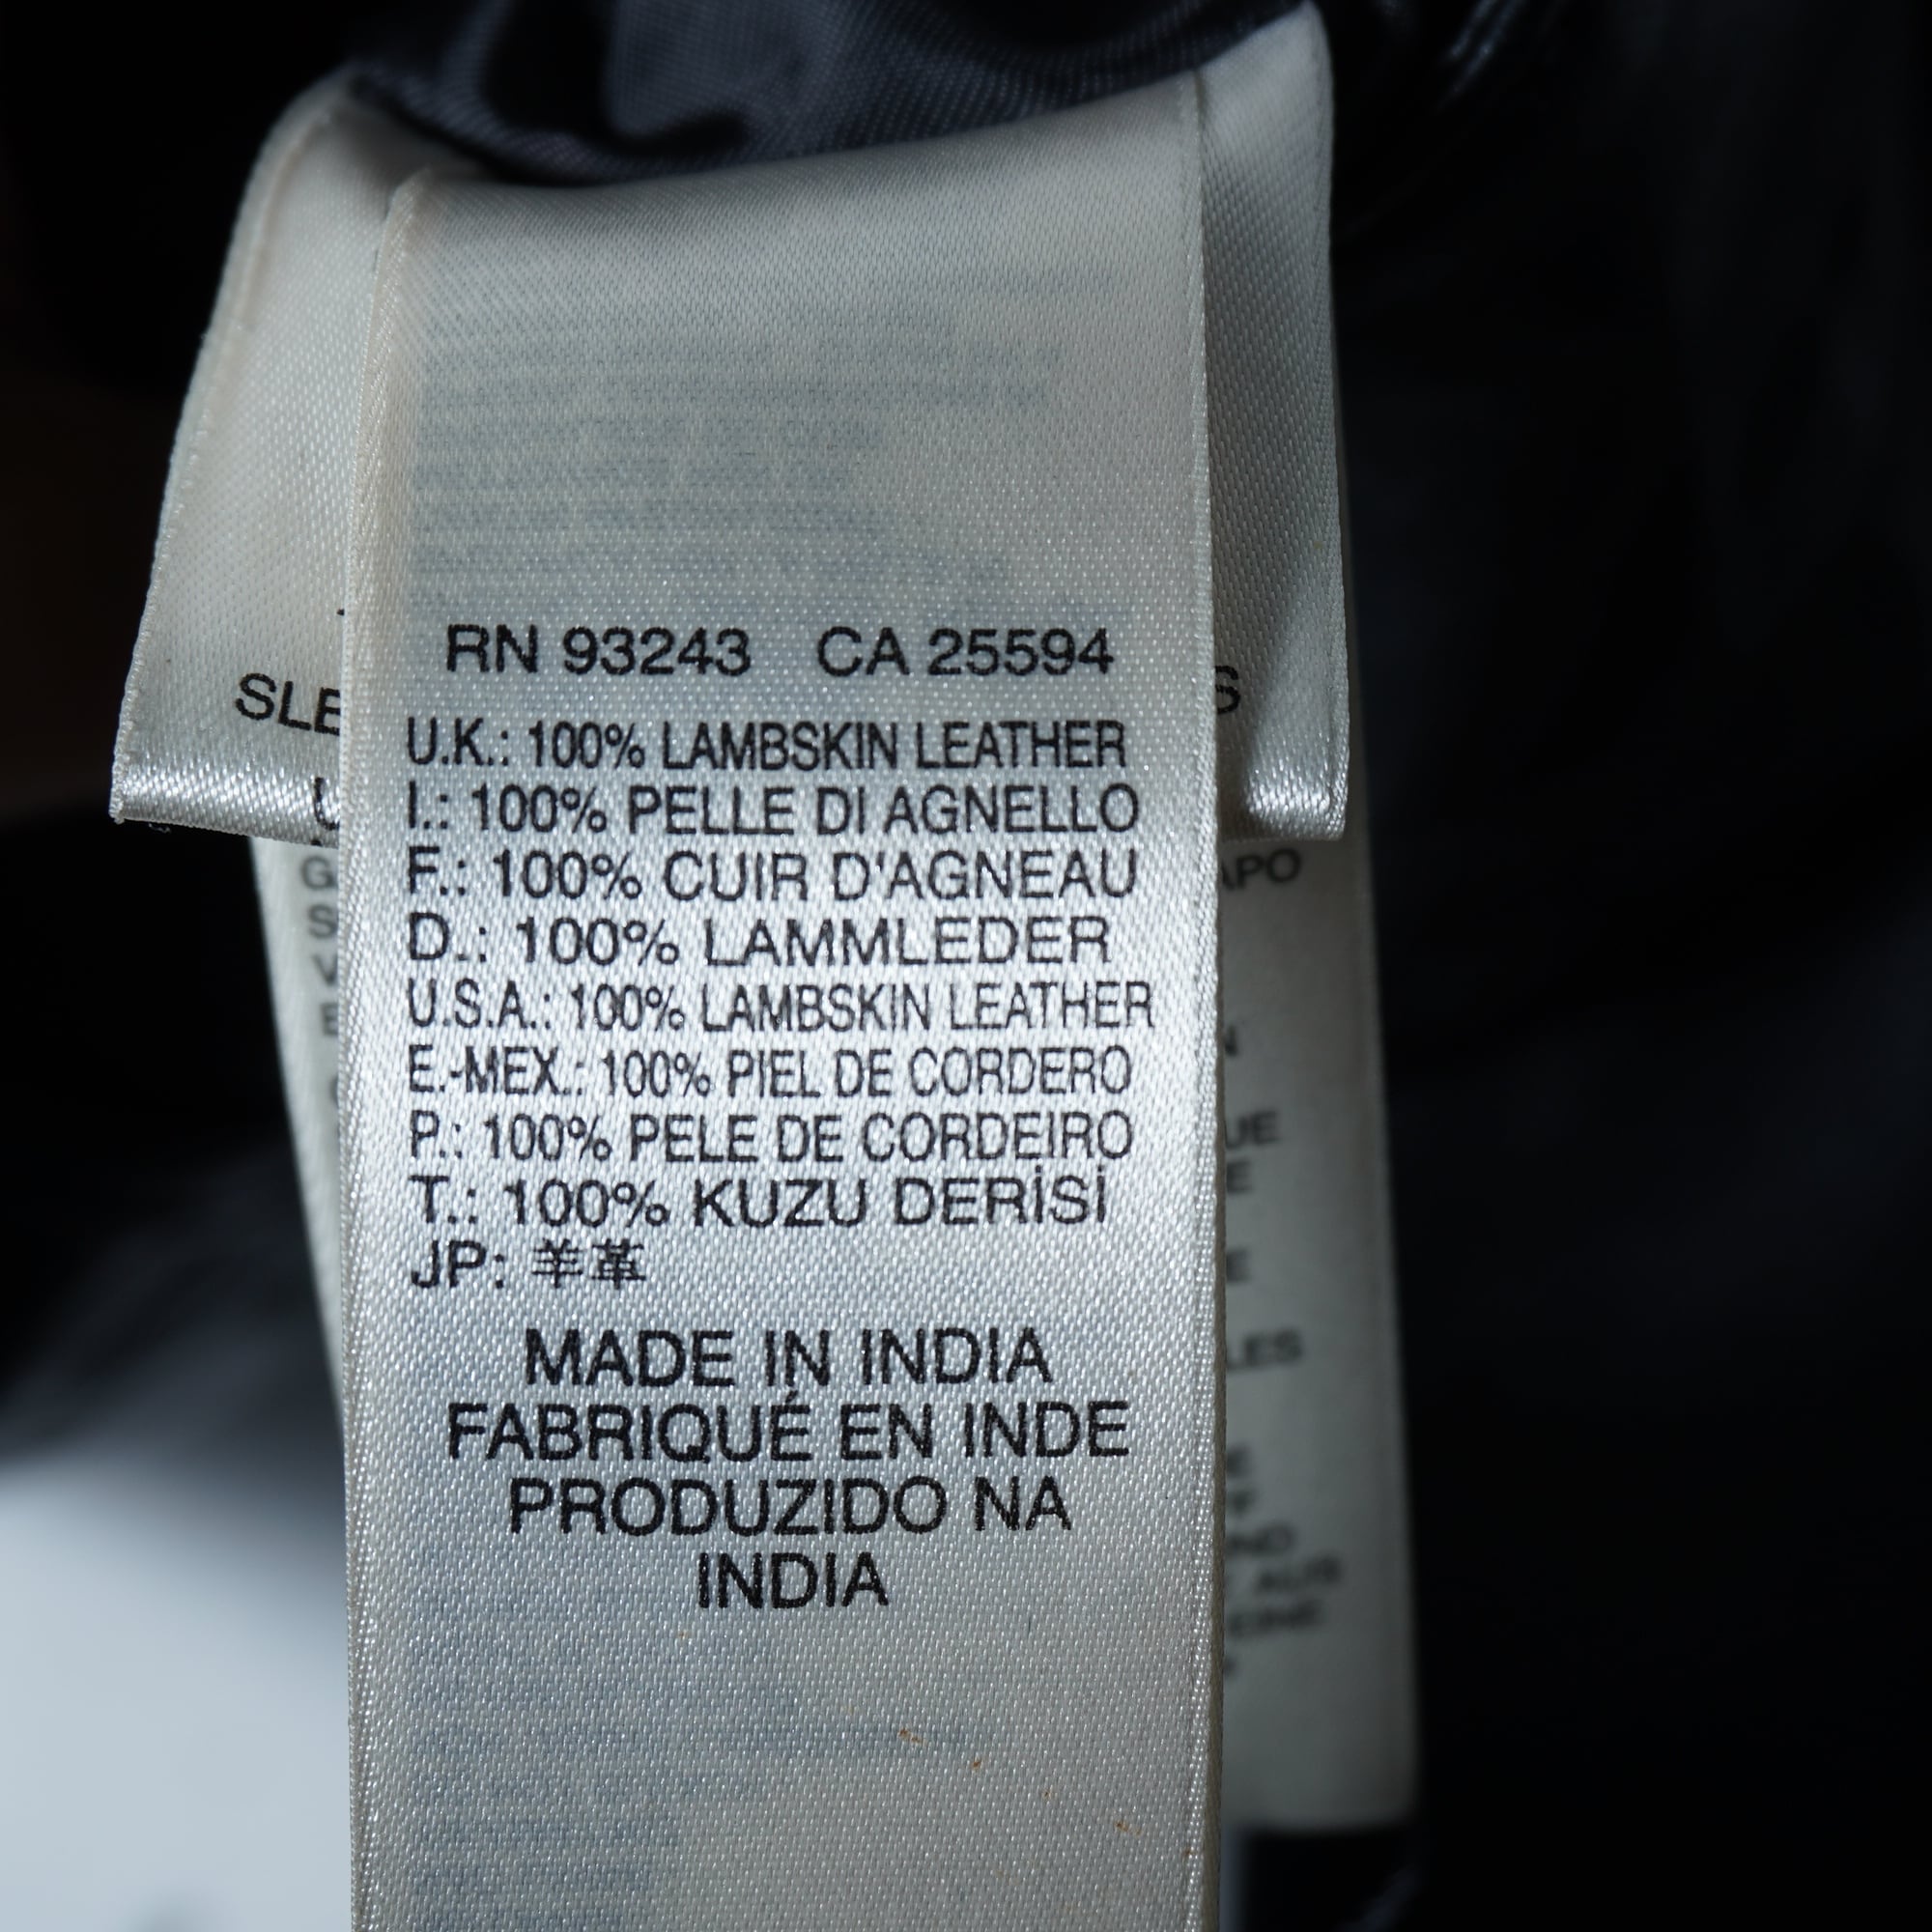 RN 93243 CA 25594
U.K.: 100% LAMBSKIN LEATHER
I.: 100% PELLE DI AGNELLO
F.: 100% CUIR D'AGNEAU
D.: 100% LAMMLEDER
U.S.A.: 100% LAMBSKIN LEATHER
E.-MEX.: 100% PIEL DE CORDERO
P.: 100% PELE DE CORDEIRO
T.: 100% KUZU DERİSİ
JP: 羊革
MADE IN INDIA
FABRIQUÉ EN INDE
PRODUZIDO NA
INDIA